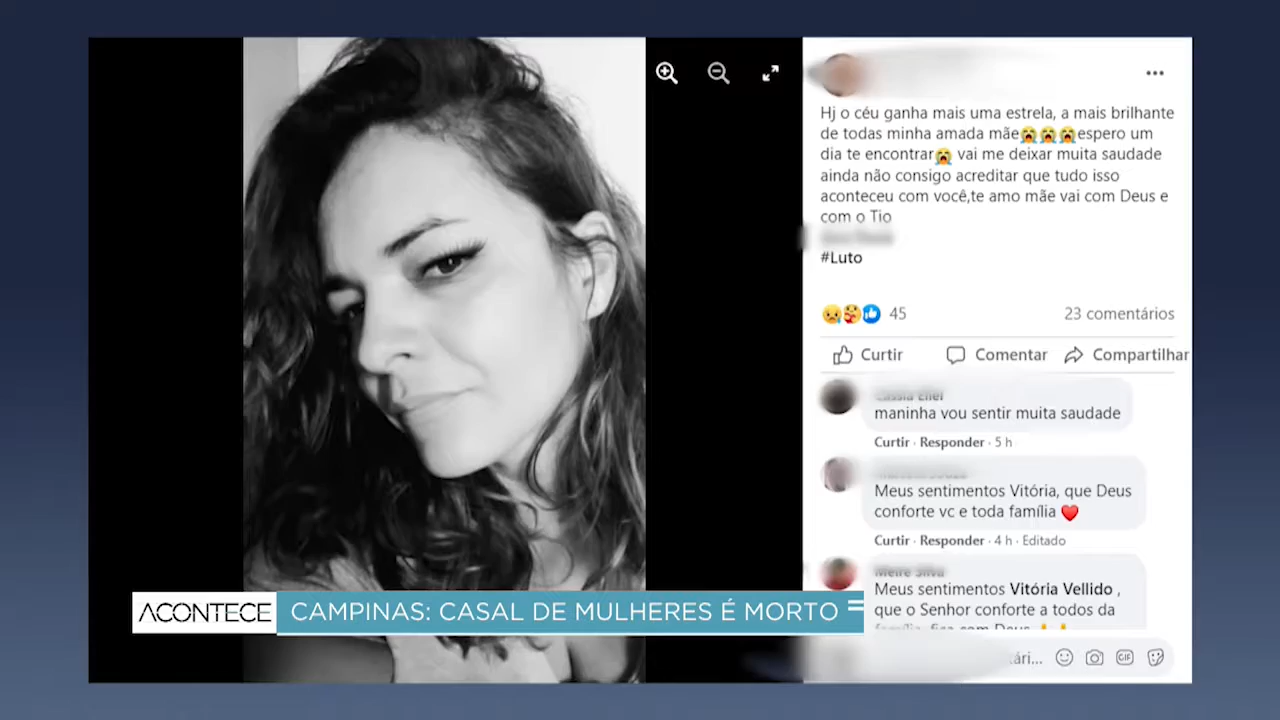 Hj o céu ganha mais uma estrela, a mais brilhante
de todas minha amada mãe😭😭😭espero um
dia te encontrar😭 vai me deixar muita saudade
ainda não consigo acreditar que tudo isso
aconteceu com você,te amo mãe vai com Deus e
com o Tio
#Luto
45
23 comentários
Curtir
Comentar
Compartilhar
maninha vou sentir muita saudade
Curtir · Responder · 5 h
Meus sentimentos Vitória, que Deus
conforte vc e toda família ❤️
Curtir · Responder · 4 h · Editado
Meire Silva
Meus sentimentos Vitória Vellido ,
que o Senhor conforte a todos da
ACONTECE
CAMPINAS: CASAL DE MULHERES É MORTO
GIF